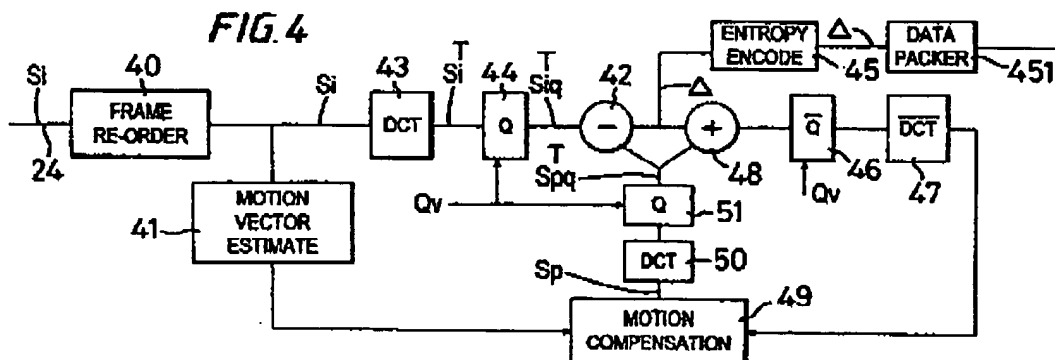 FIG. 4
Si
24
40
FRAME
RE-ORDER
Si
43
DCT
T
Si
44
Q
T
Siq
42
−
Δ
+
48
ENTROPY
ENCODE
45
Δ
DATA
PACKER
451
Q̅
46
Qv
D̅C̅T̅
47
41
MOTION
VECTOR
ESTIMATE
Qv
T
Spq
Q
51
DCT
50
Sp
MOTION
COMPENSATION
49